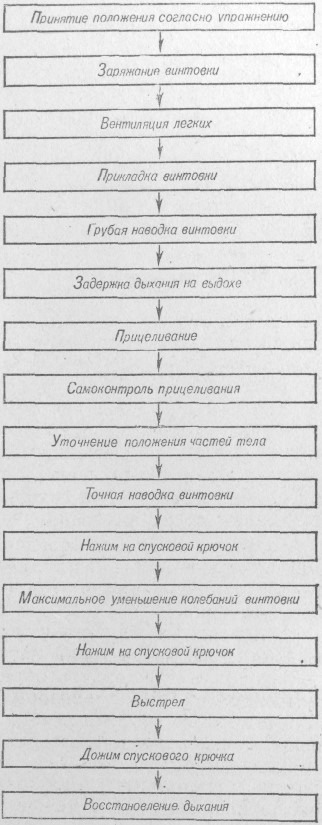 Принятие положения согласно упражнению
Заряжание винтовки
Вентиляция легких
Прикладка винтовки
Грубая наводка винтовки
Задержка дыхания на выдохе
Прицеливание
Самоконтроль прицеливания
Уточнение положения частей тела
Точная наводка винтовки
Нажим на спусковой крючок
Максимальное уменьшение колебаний винтовки
Нажим на спусковой крючок
Выстрел
Дожим спускового крючка
Восстановление дыхания